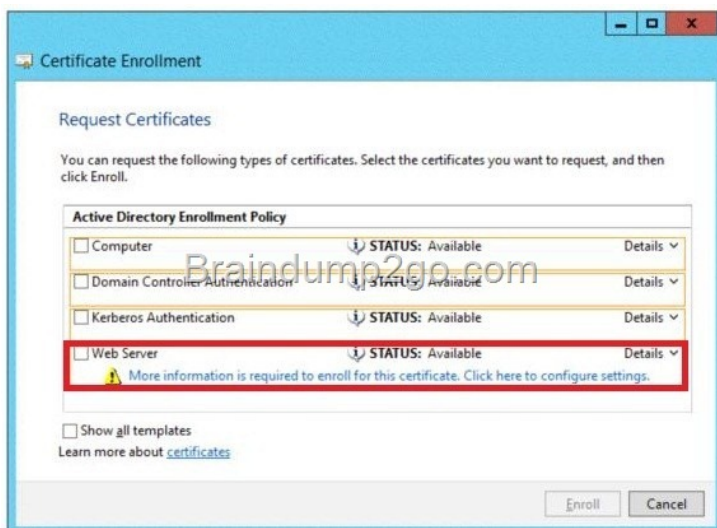 Certificate Enrollment
Request Certificates
You can request the following types of certificates. Select the certificates you want to request, and then
click Enroll.
Active Directory Enrollment Policy
Computer STATUS: Available Details
Braindump2go.com
Domain Controller Authentication STATUS: Available Details
Kerberos Authentication STATUS: Available Details
Web Server STATUS: Available Details
More information is required to enroll for this certificate. Click here to configure settings.
Show all templates
Learn more about certificates
Enroll Cancel